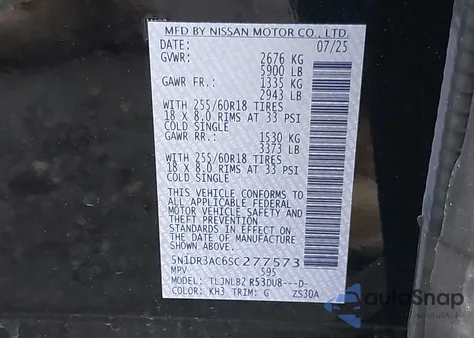 MFD BY NISSAN MOTOR CO., LTD.
DATE: 07/25
GVWR: 2676 KG
5900 LB
GAWR FR.: 1335 KG
2943 LB
WITH 255/60R18 TIRES
18 X 8.0 RIMS AT 33 PSI
COLD SINGLE
GAWR RR.: 1530 KG
3373 LB
WITH 255/60R18 TIRES
18 X 8.0 RIMS AT 33 PSI
COLD SINGLE
THIS VEHICLE CONFORMS TO
ALL APPLICABLE FEDERAL
MOTOR VEHICLE SAFETY AND
THEFT PREVENTION
STANDARDS IN EFFECT ON
THE DATE OF MANUFACTURE
SHOWN ABOVE.
5N1DR3AC6SC277573
MPV 595
MODEL: TLJNLBZ R53DU8---D-
COLOR: KH3 TRIM: G ZS30A
autoSnap